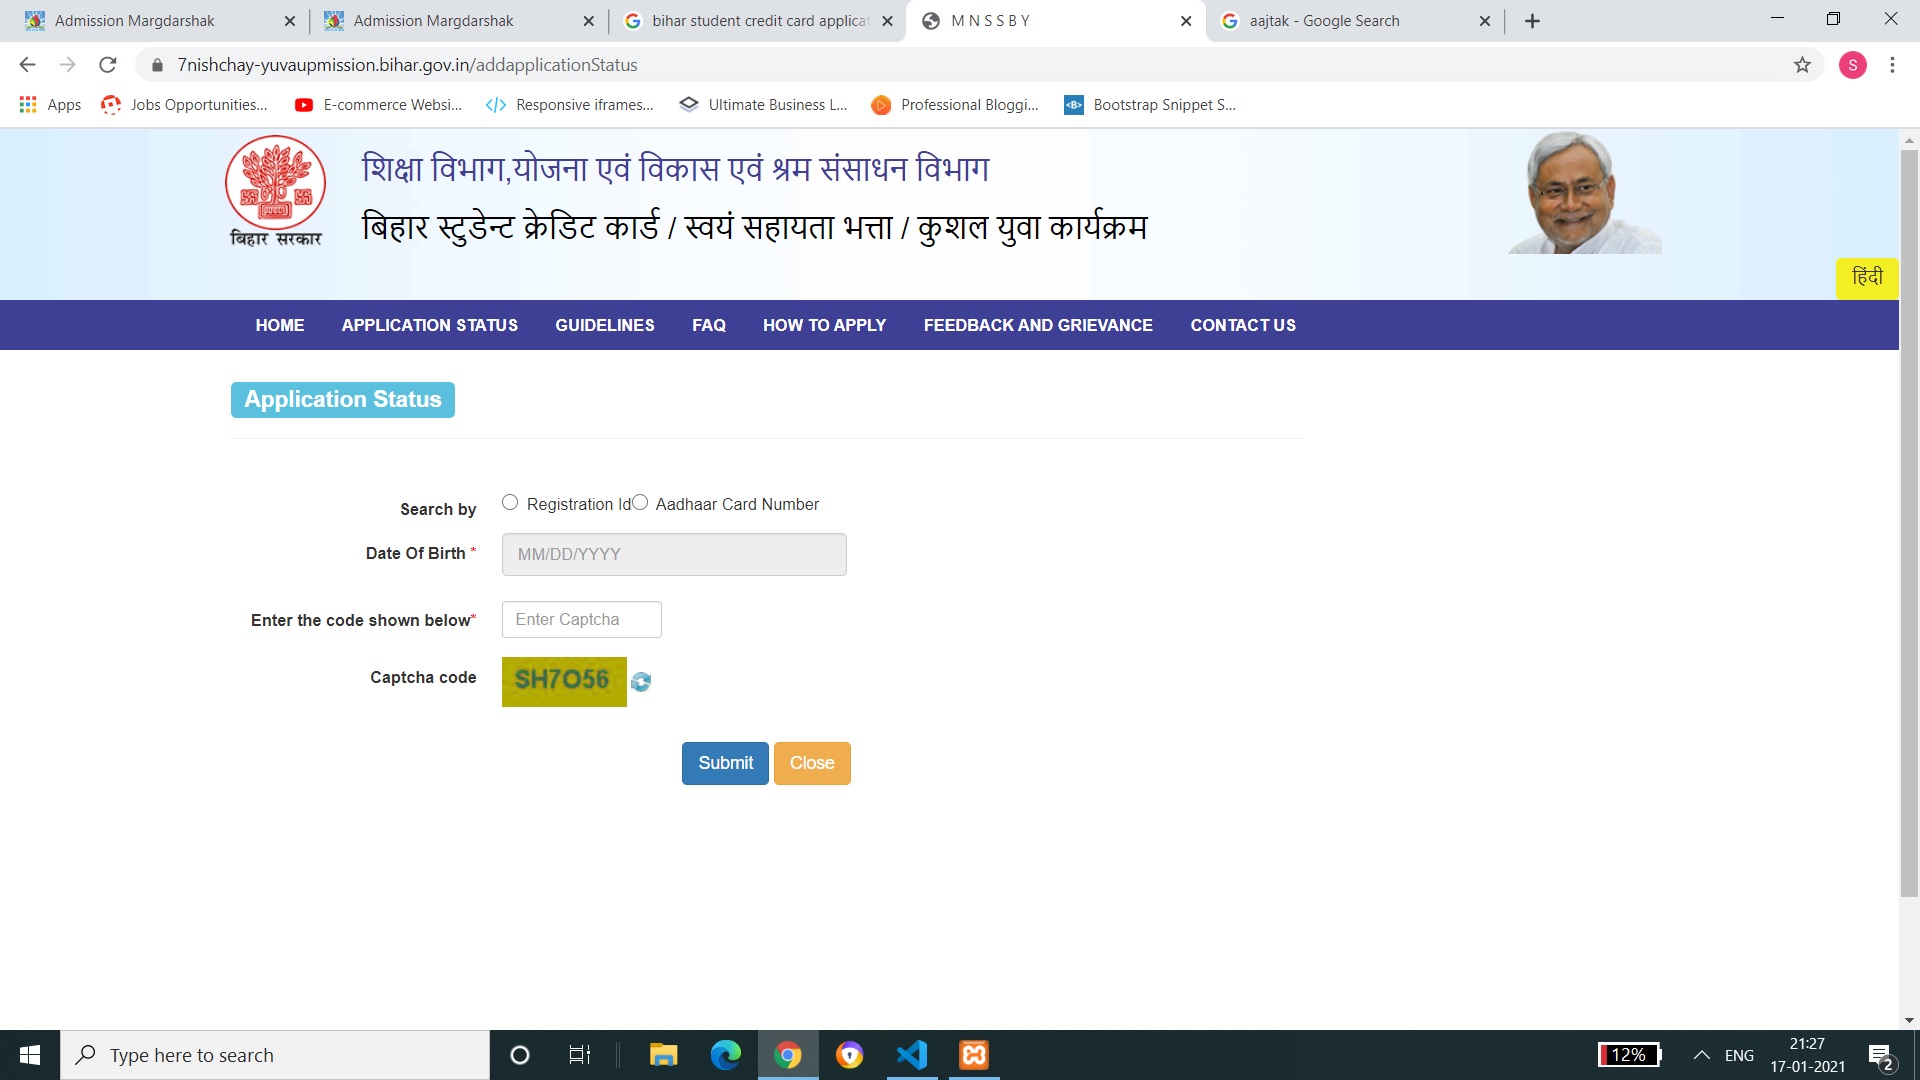 Admission Margdarshak
Admission Margdarshak
bihar student credit card applicat
M N S S B Y
aajtak - Google Search
7nishchay-yuvaupmission.bihar.gov.in/addapplicationStatus
S
Apps
Jobs Opportunities...
E-commerce Websi...
Responsive iframes...
Ultimate Business L...
Professional Bloggi...
Bootstrap Snippet S...
शिक्षा विभाग,योजना एवं विकास एवं श्रम संसाधन विभाग
बिहार स्टुडेन्ट क्रेडिट कार्ड / स्वयं सहायता भत्ता / कुशल युवा कार्यक्रम
बिहार सरकार
हिंदी
HOME
APPLICATION STATUS
GUIDELINES
FAQ
HOW TO APPLY
FEEDBACK AND GRIEVANCE
CONTACT US
Application Status
Search by
Registration Id
Aadhaar Card Number
Date Of Birth *
MM/DD/YYYY
Enter the code shown below*
Enter Captcha
Captcha code
SH7O56
Submit
Close
Type here to search
12%
ENG
21:27
17-01-2021
2